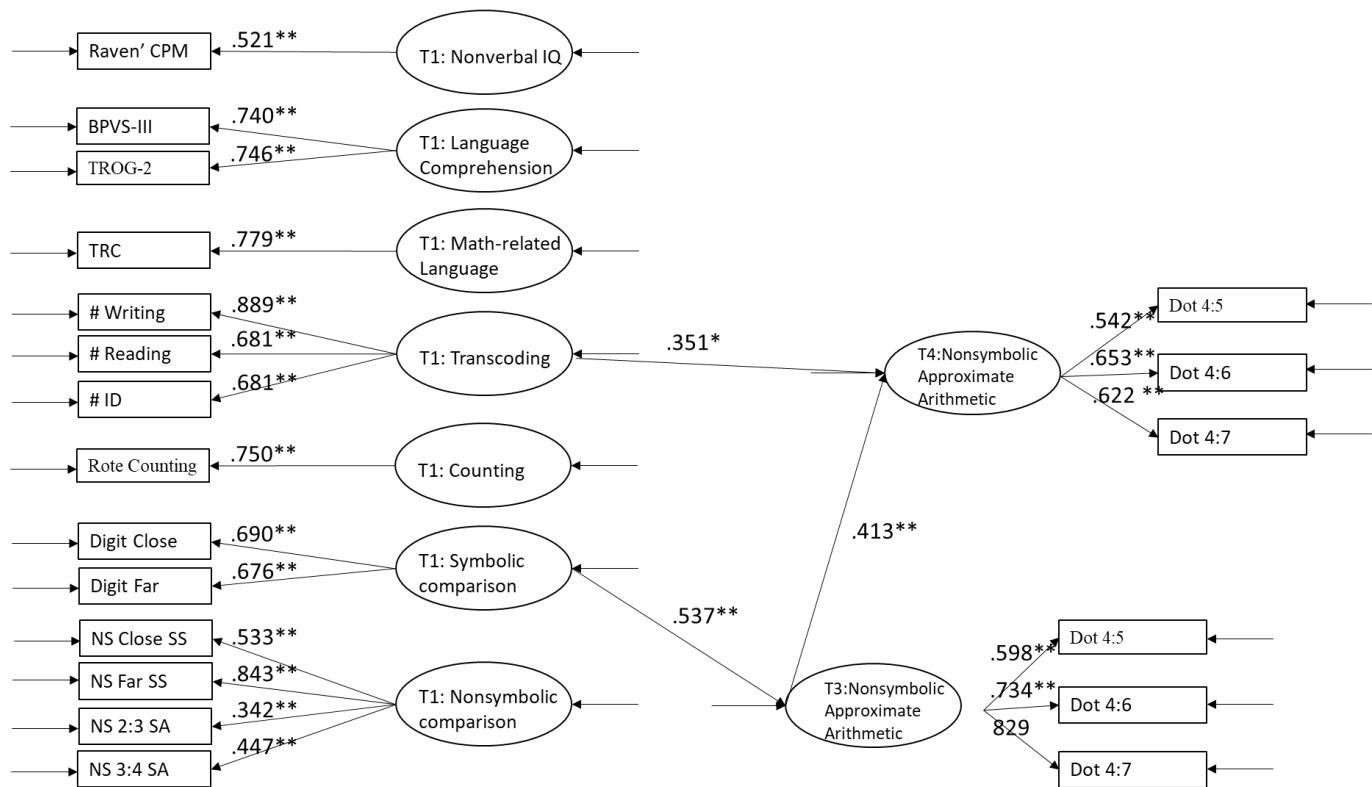 Raven' CPM
.521**
T1: Nonverbal IQ
BPVS-III
.740**
TROG-2
.746**
T1: Language
Comprehension
TRC
.779**
T1: Math-related
Language
# Writing
.889**
# Reading
.681**
# ID
.681**
T1: Transcoding
.351*
T4:Nonsymbolic
Approximate
Arithmetic
.542**
Dot 4:5
.653**
Dot 4:6
.622 **
Dot 4:7
Rote Counting
.750**
T1: Counting
.413**
Digit Close
.690**
Digit Far
.676**
T1: Symbolic
comparison
.537**
NS Close SS
.533**
NS Far SS
.843**
NS 2:3 SA
.342**
NS 3:4 SA
.447**
T1: Nonsymbolic
comparison
T3:Nonsymbolic
Approximate
Arithmetic
.598**
Dot 4:5
.734**
Dot 4:6
829
Dot 4:7